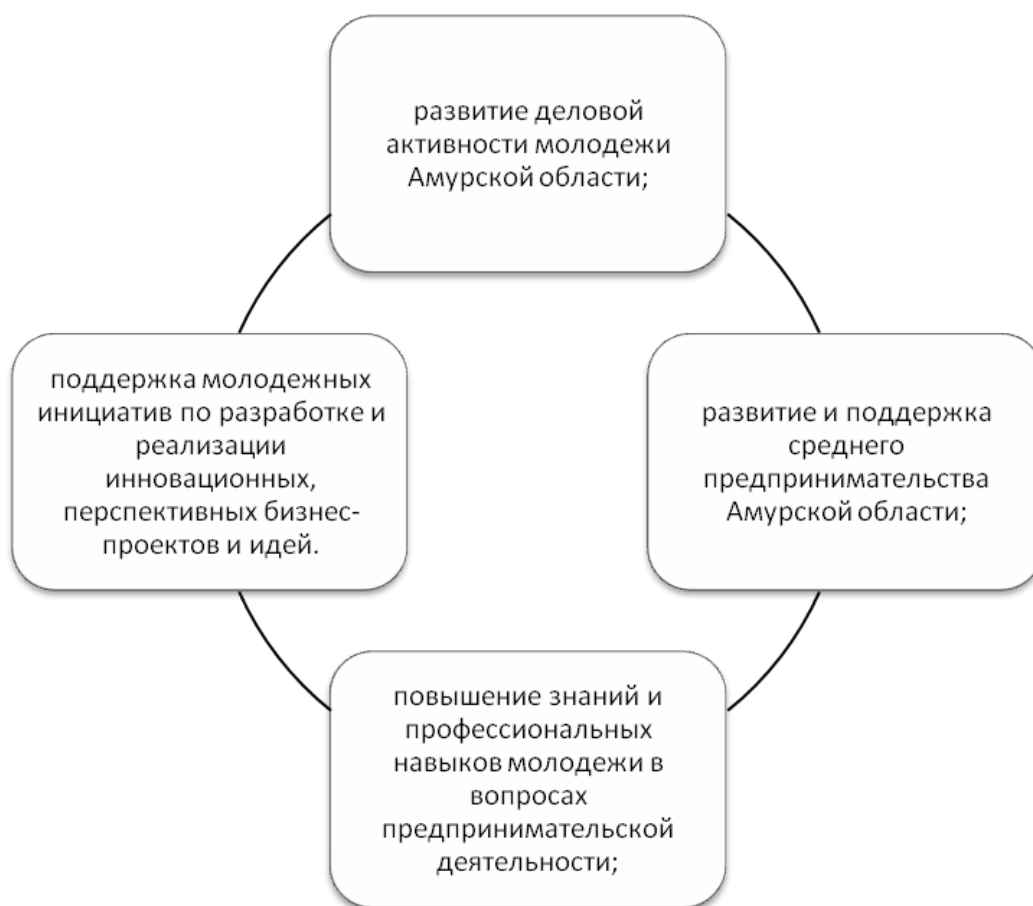 развитие деловой
активности молодежи
Амурской области;
развитие и поддержка
среднего
предпринимательства
Амурской области;
повышение знаний и
профессиональных
навыков молодежи в
вопросах
предпринимательской
деятельности;
поддержка молодежных
инициатив по разработке и
реализации
инновационных,
перспективных бизнес-
проектов и идей.